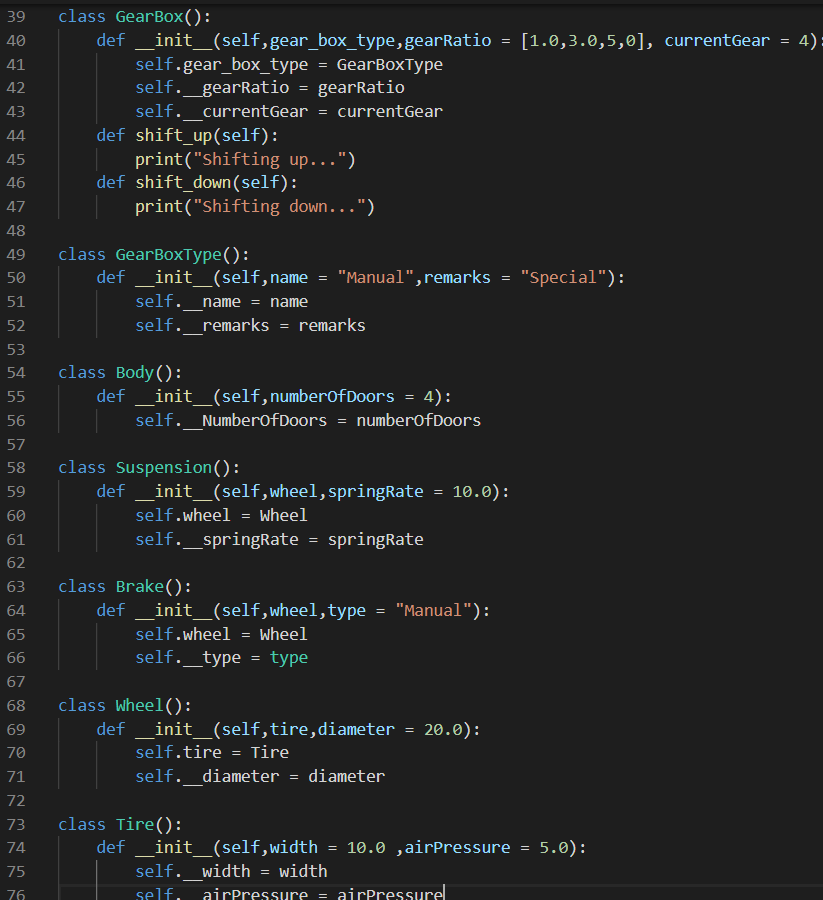 39 class GearBox():
40     def __init__(self,gear_box_type,gearRatio = [1.0,3.0,5,0], currentGear = 4):
41         self.gear_box_type = GearBoxType
42         self.__gearRatio = gearRatio
43         self.__currentGear = currentGear
44     def shift_up(self):
45         print("Shifting up...")
46     def shift_down(self):
47         print("Shifting down...")
48
49 class GearBoxType():
50     def __init__(self,name = "Manual",remarks = "Special"):
51         self.__name = name
52         self.__remarks = remarks
53
54 class Body():
55     def __init__(self,numberOfDoors = 4):
56         self.__NumberOfDoors = numberOfDoors
57
58 class Suspension():
59     def __init__(self,wheel,springRate = 10.0):
60         self.wheel = Wheel
61         self.__springRate = springRate
62
63 class Brake():
64     def __init__(self,wheel,type = "Manual"):
65         self.wheel = Wheel
66         self.__type = type
67
68 class Wheel():
69     def __init__(self,tire,diameter = 20.0):
70         self.tire = Tire
71         self.__diameter = diameter
72
73 class Tire():
74     def __init__(self,width = 10.0 ,airPressure = 5.0):
75         self.__width = width
76         self.__airPressure = airPressure